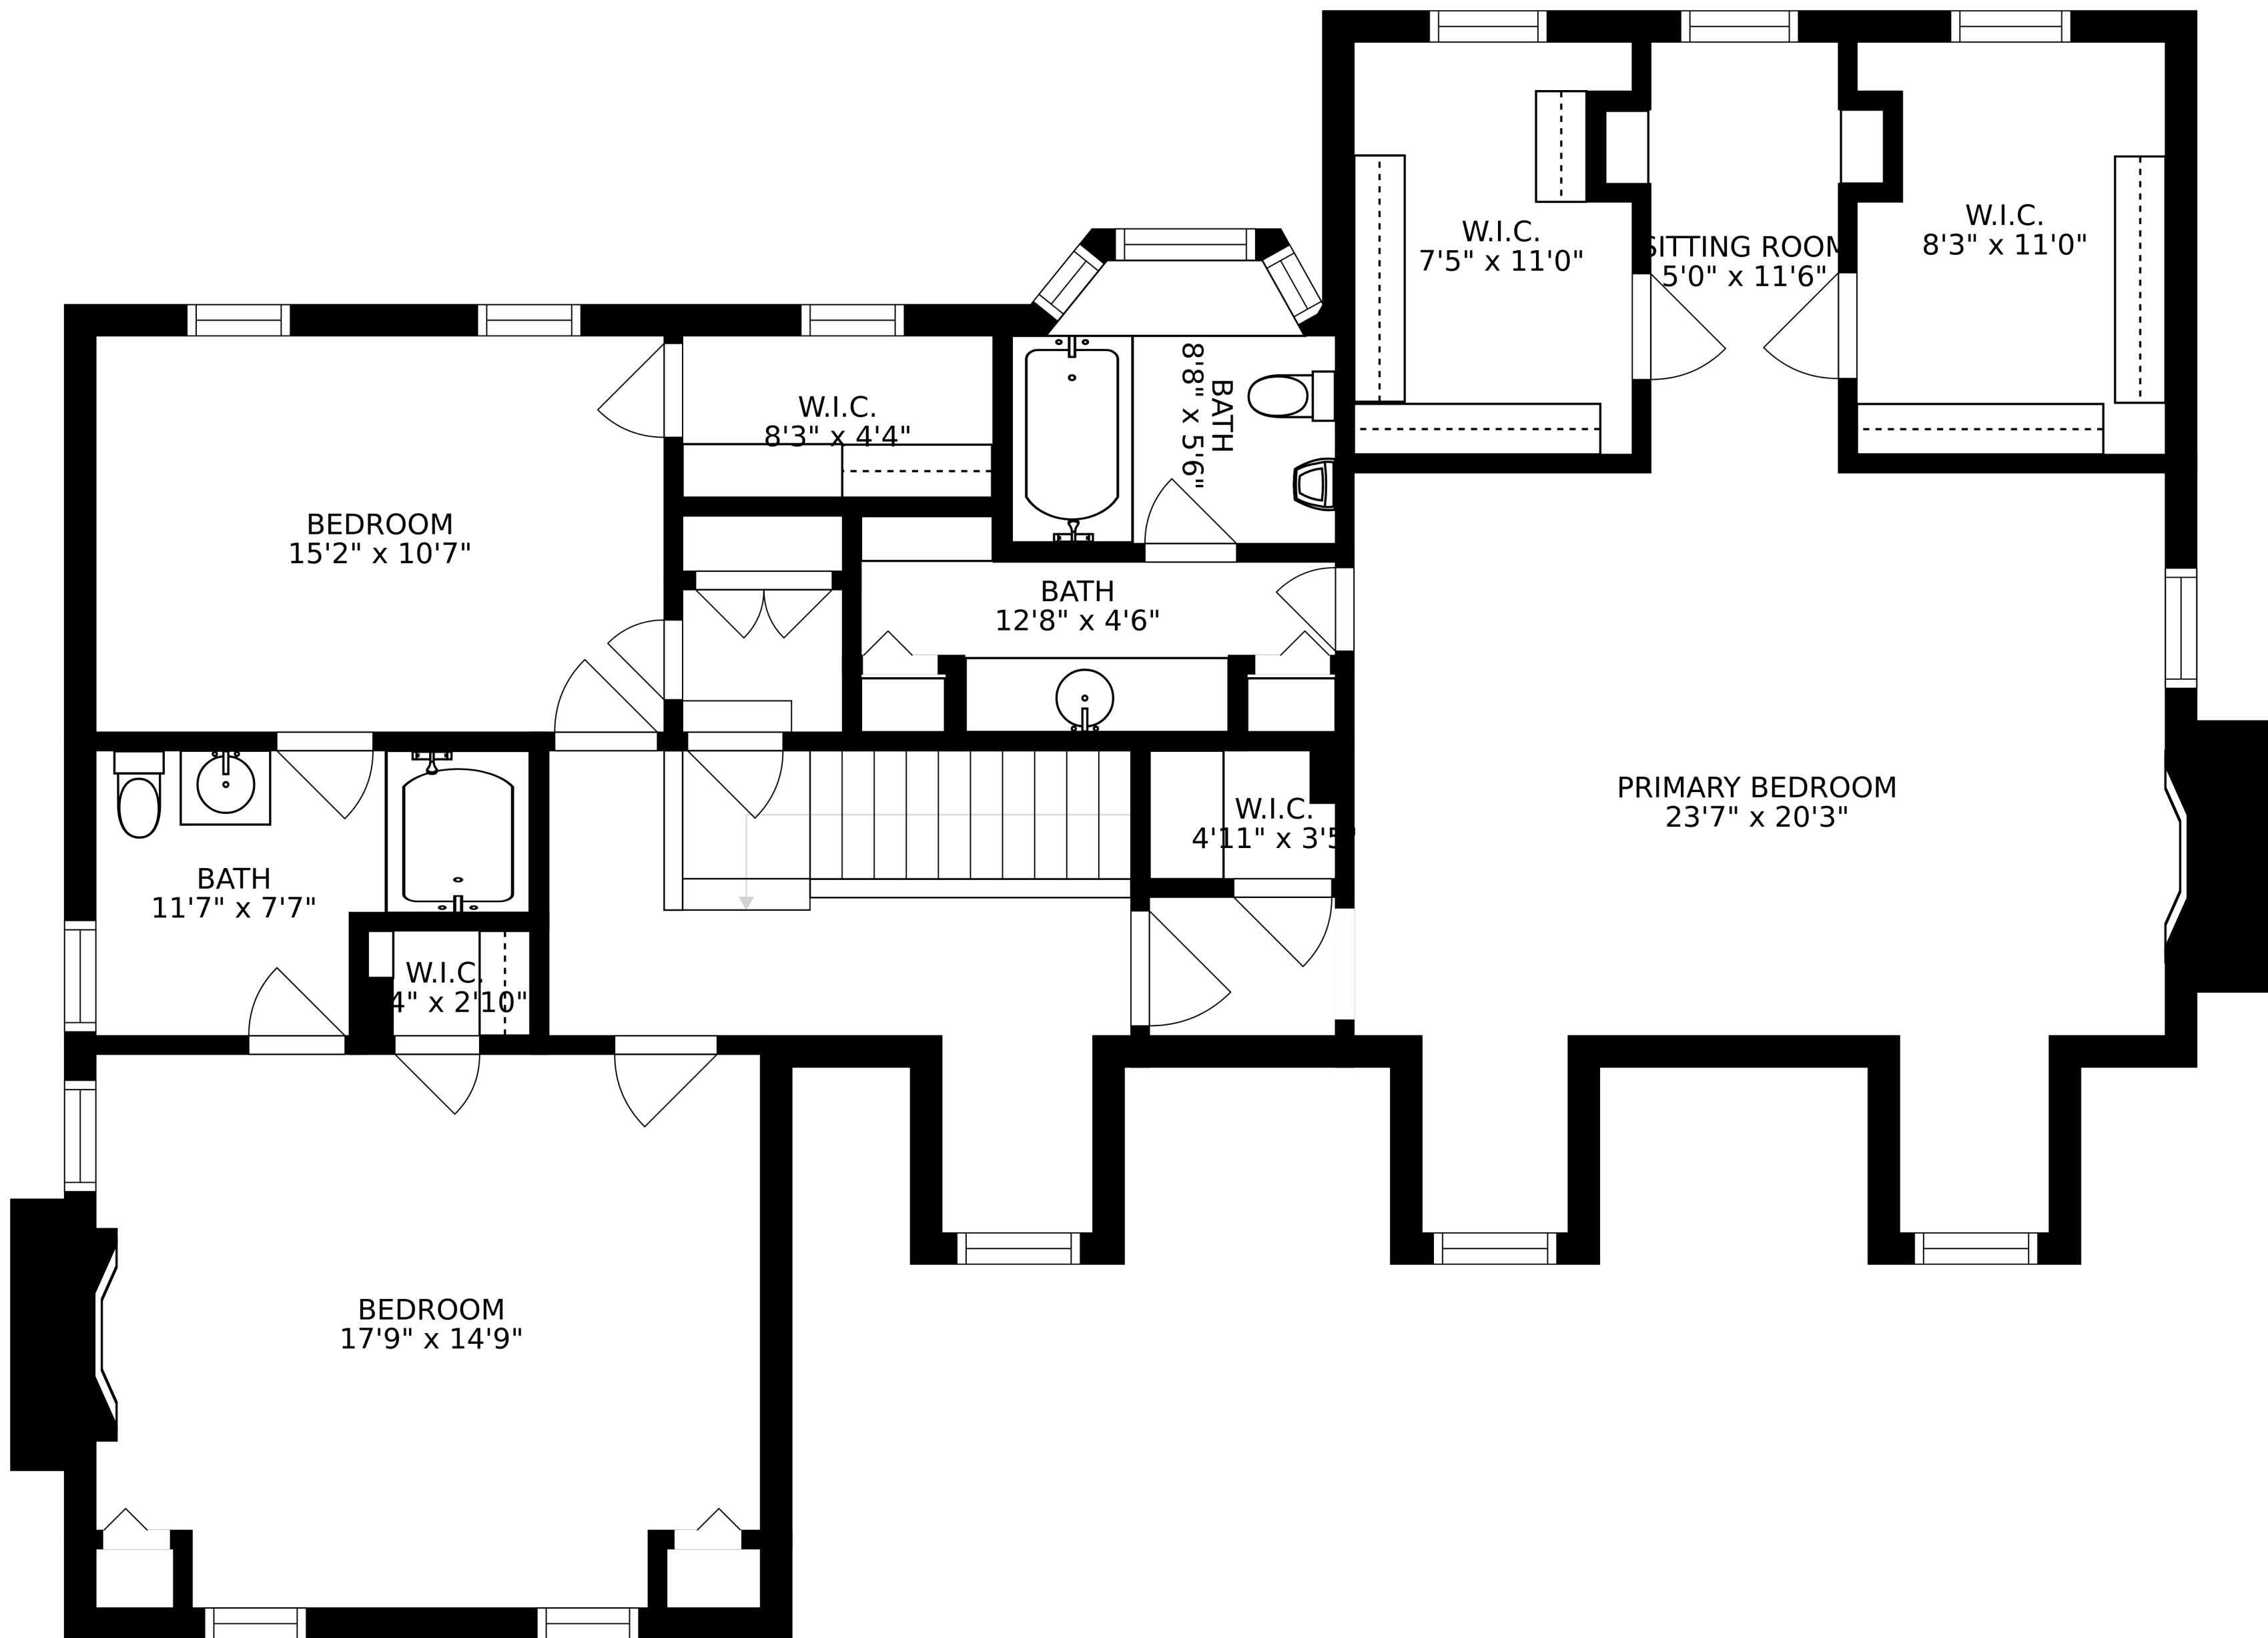 W.I.C.
7'5" x 11'0"
SITTING ROOM
5'0" x 11'6"
W.I.C.
8'3" x 11'0"
W.I.C.
8'3" x 4'4"
BATH
8'8" x 5'6"
BEDROOM
15'2" x 10'7"
BATH
12'8" x 4'6"
PRIMARY BEDROOM
23'7" x 20'3"
W.I.C.
4'11" x 3'5"
BATH
11'7" x 7'7"
W.I.C.
4" x 2'10"
BEDROOM
17'9" x 14'9"